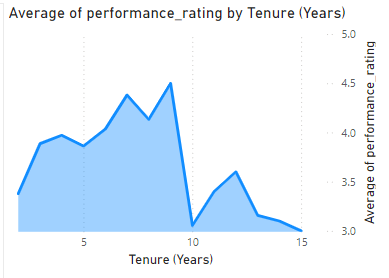 Average of performance_rating by Tenure (Years)
5.0
4.5
4.0
3.5
3.0
Average of performance_rating
5
10
15
Tenure (Years)